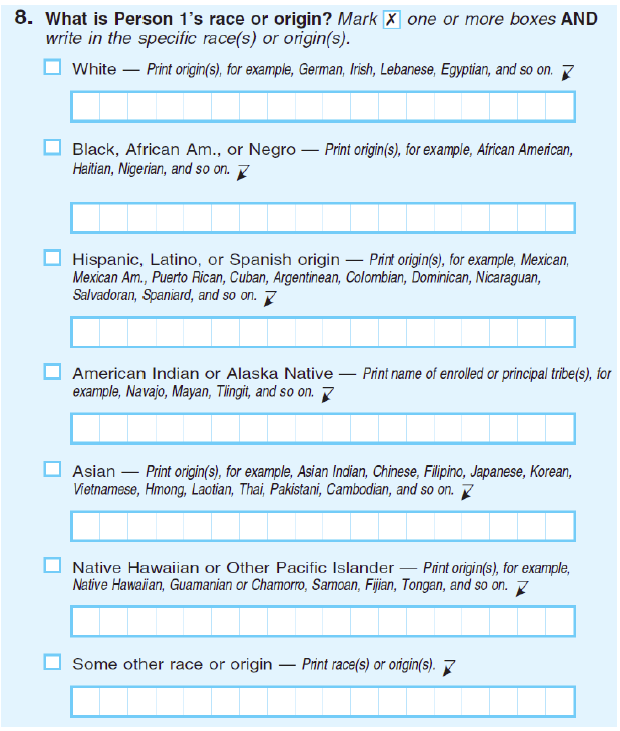 8. What is Person 1's race or origin? Mark X one or more boxes AND
write in the specific race(s) or origin(s).
White — Print origin(s), for example, German, Irish, Lebanese, Egyptian, and so on.
Black, African Am., or Negro — Print origin(s), for example, African American,
Haitian, Nigerian, and so on.
Hispanic, Latino, or Spanish origin — Print origin(s), for example, Mexican,
Mexican Am., Puerto Rican, Cuban, Argentinean, Colombian, Dominican, Nicaraguan,
Salvadoran, Spaniard, and so on.
American Indian or Alaska Native — Print name of enrolled or principal tribe(s), for
example, Navajo, Mayan, Tlingit, and so on.
Asian — Print origin(s), for example, Asian Indian, Chinese, Filipino, Japanese, Korean,
Vietnamese, Hmong, Laotian, Thai, Pakistani, Cambodian, and so on.
Native Hawaiian or Other Pacific Islander — Print origin(s), for example,
Native Hawaiian, Guamanian or Chamorro, Samoan, Fijian, Tongan, and so on.
Some other race or origin — Print race(s) or origin(s).